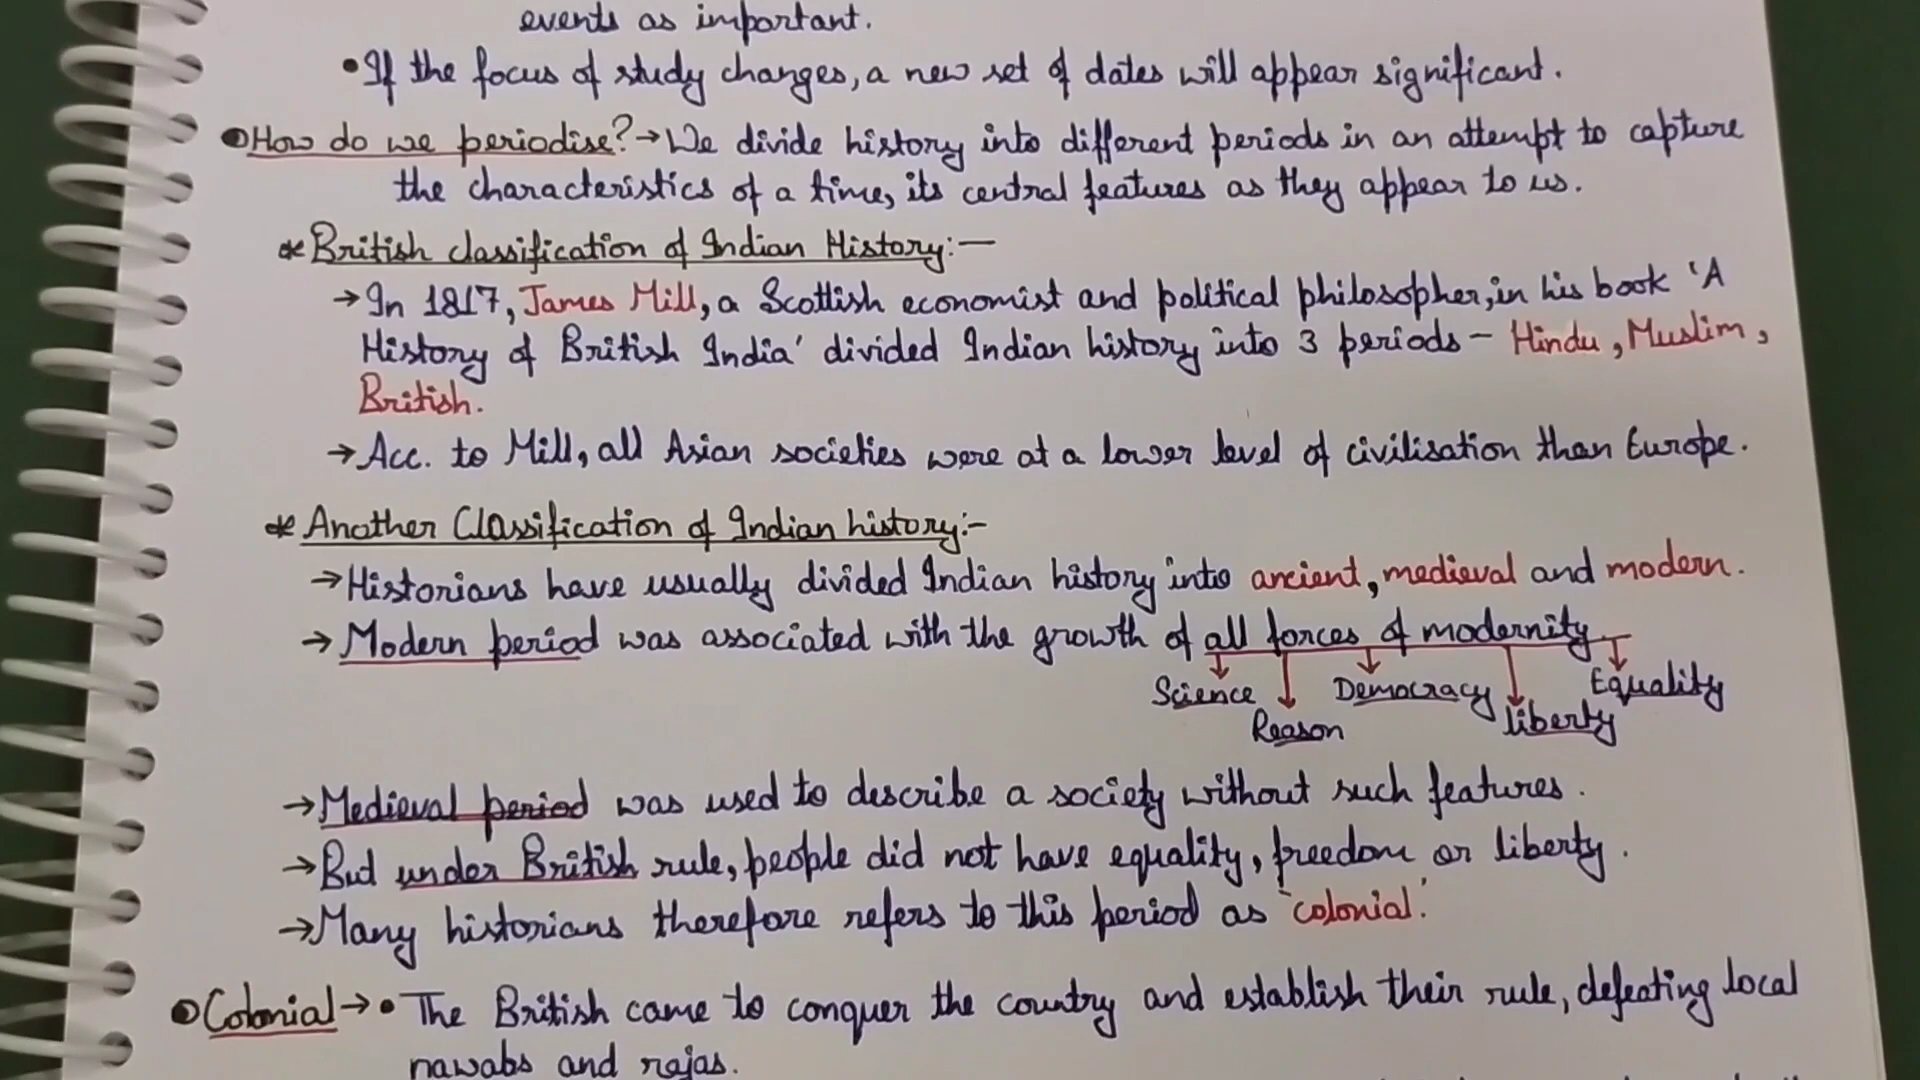 events as important.
• If the focus of study changes, a new set of dates will appear significant.
How do we periodise? → We divide history into different periods in an attempt to capture
the characteristics of a time, its central features as they appear to us.
* British classification of Indian History:—
→ In 1817, James Mill, a Scottish economist and political philosopher, in his book 'A
History of British India' divided Indian history into 3 periods - Hindu, Muslim,
British.
→ Acc. to Mill, all Asian societies were at a lower level of civilisation than Europe.
* Another Classification of Indian history:-
→ Historians have usually divided Indian history into ancient, medieval and modern.
→ Modern period was associated with the growth of all forces of modernity
Science Democracy Equality
Reason liberty
→ Medieval period was used to describe a society without such features.
→ But under British rule, people did not have equality, freedom or liberty.
→ Many historians therefore refers to this period as 'colonial.'
Colonial → • The British came to conquer the country and establish their rule, defeating local
nawabs and rajas.